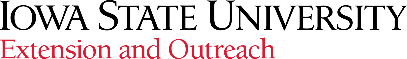 IOWA STATE UNIVERSITY
Extension and Outreach